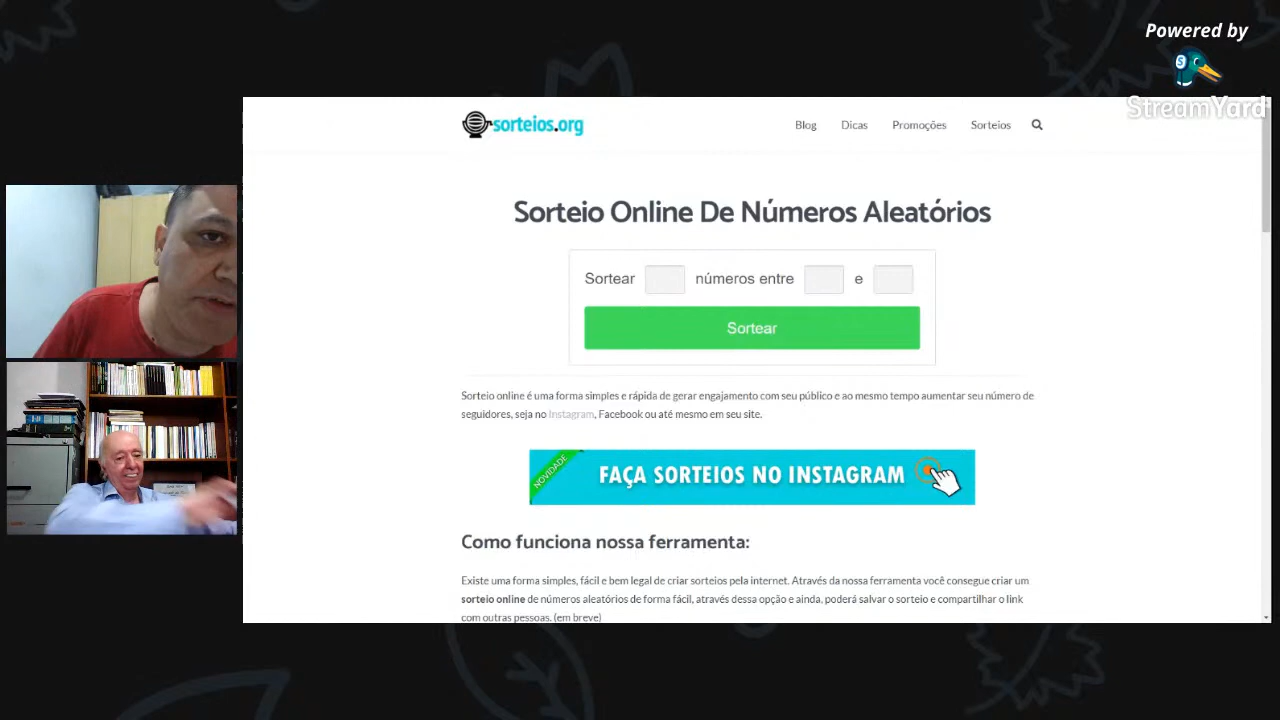 Powered by
StreamYard
sorteios.org
Blog Dicas Promoções Sorteios
Sorteio Online De Números Aleatórios
Sortear números entre e
Sortear
Sorteio online é uma forma simples e rápida de gerar engajamento com seu público e ao mesmo tempo aumentar seu número de
seguidores, seja no Instagram, Facebook ou até mesmo em seu site.
NOVIDADE
FAÇA SORTEIOS NO INSTAGRAM
Como funciona nossa ferramenta:
Existe uma forma simples, fácil e bem legal de criar sorteios pela internet. Através da nossa ferramenta você consegue criar um
sorteio online de números aleatórios de forma fácil, através dessa opção e ainda, poderá salvar o sorteio e compartilhar o link
com outras pessoas. (em breve)